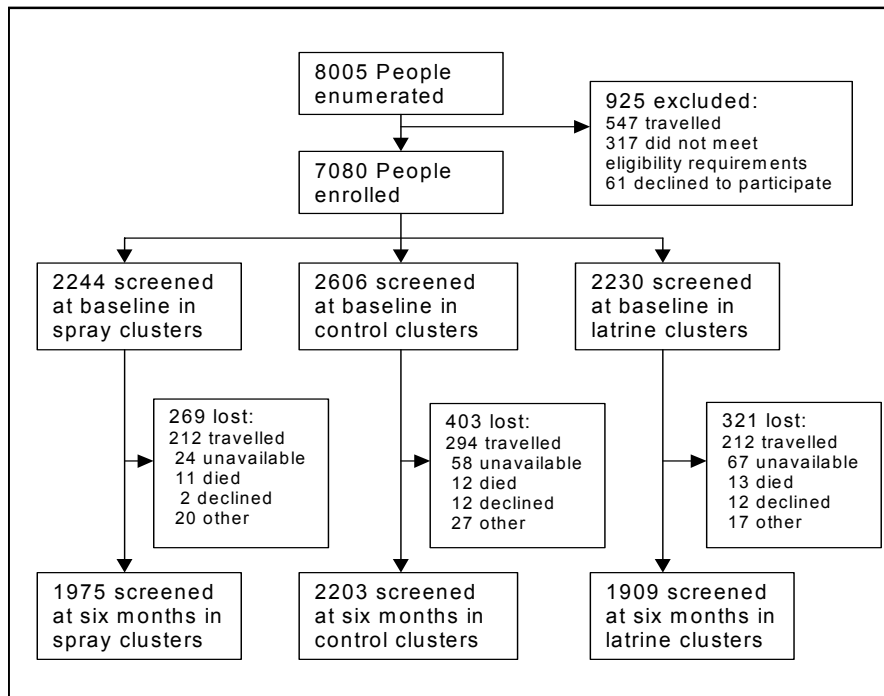 8005 People
enumerated
925 excluded:
547 travelled
317 did not meet
eligibility requirements
61 declined to participate
7080 People
enrolled
2244 screened
at baseline in
spray clusters
2606 screened
at baseline in
control clusters
2230 screened
at baseline in
latrine clusters
269 lost:
212 travelled
24 unavailable
11 died
2 declined
20 other
403 lost:
294 travelled
58 unavailable
12 died
12 declined
27 other
321 lost:
212 travelled
67 unavailable
13 died
12 declined
17 other
1975 screened
at six months in
spray clusters
2203 screened
at six months in
control clusters
1909 screened
at six months in
latrine clusters